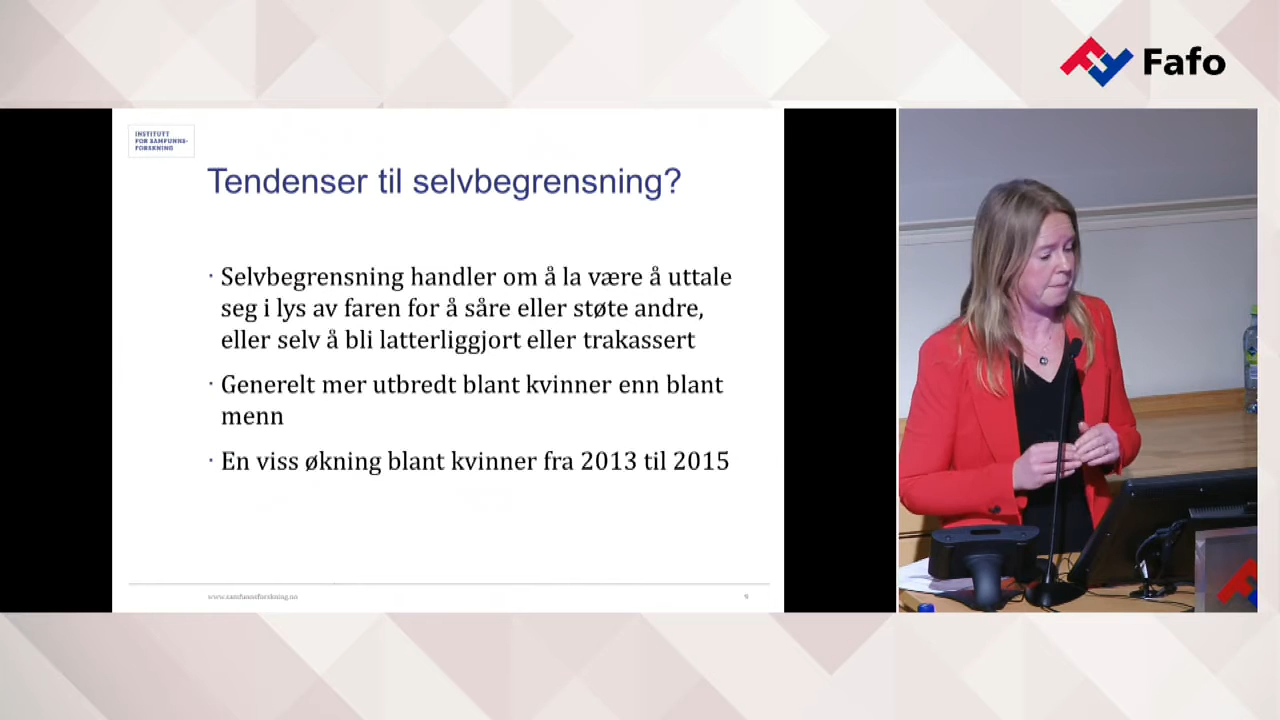 Fafo
INSTITUTT
FOR SAMFUNNS-
FORSKNING
Tendenser til selvbegrensning?
· Selvbegrensning handler om å la være å uttale
seg i lys av faren for å såre eller støte andre,
eller selv å bli latterliggjort eller trakassert
· Generelt mer utbredt blant kvinner enn blant
menn
· En viss økning blant kvinner fra 2013 til 2015
www.samfunnsforskning.no
9